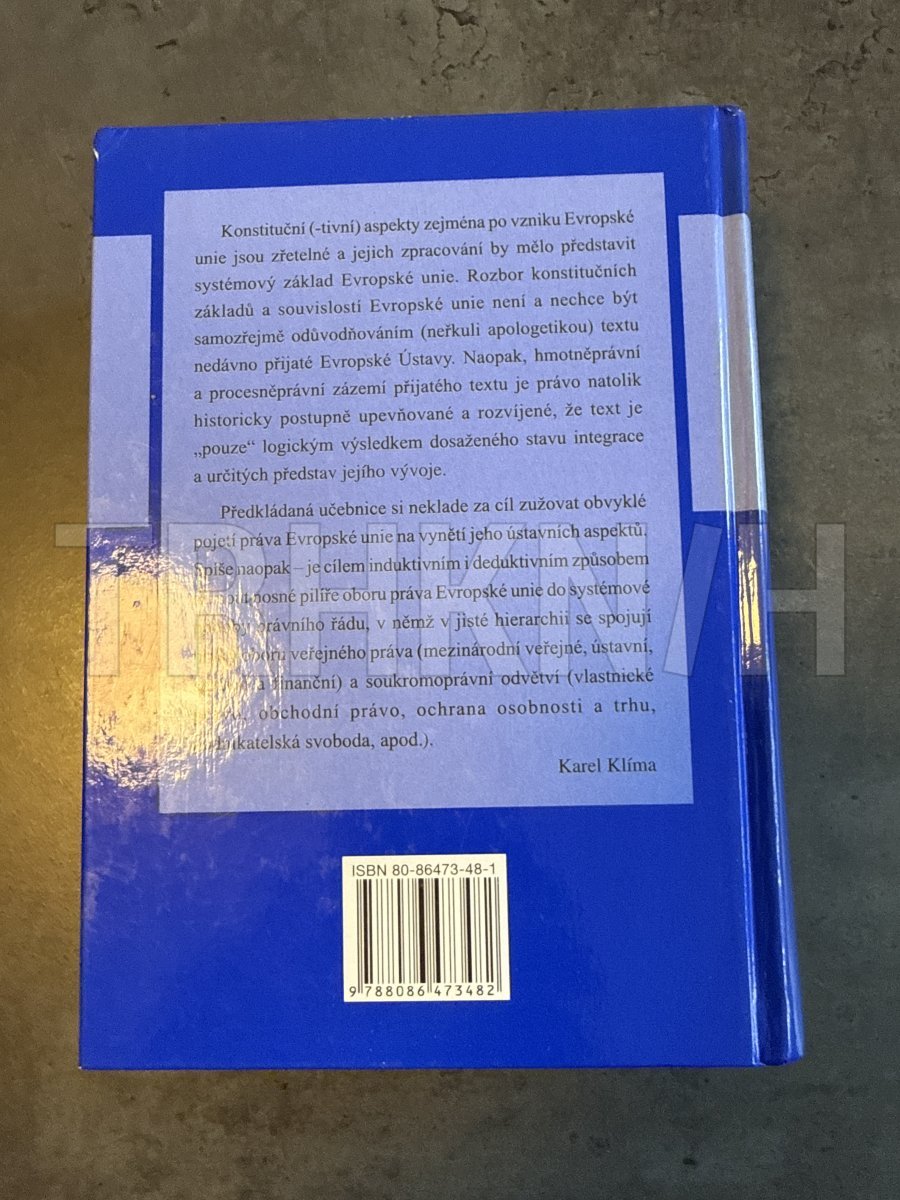 Konstituční (-tivní) aspekty zejména po vzniku Evropské
unie jsou zřetelné a jejich zpracování by mělo představit
systémový základ Evropské unie. Rozbor konstitučních
základů a souvislostí Evropské unie není a nechce být
samozřejmě odůvodňováním (neřkuli apologetikou) textu
nedávno přijaté Evropské Ústavy. Naopak, hmotněprávní
a procesněprávní zázemí přijatého textu je právo natolik
historicky postupně upevňované a rozvíjené, že text je
„pouze“ logickým výsledkem dosaženého stavu integrace
a určitých představ jejího vývoje.
Předkládaná učebnice si neklade za cíl zužovat obvyklé
pojetí práva Evropské unie na vynětí jeho ústavních aspektů.
Spíše naopak – je cílem induktivním i deduktivním způsobem
nosné pilíře oboru práva Evropské unie do systémové
právního řádu, v němž v jisté hierarchii se spojují
veřejného práva (mezinárodní veřejné, ústavní,
a finanční) a soukromoprávní odvětví (vlastnické
obchodní právo, ochrana osobnosti a trhu,
svoboda, apod.).
Karel Klíma
ISBN 80-86473-48-1
9 788086 473482